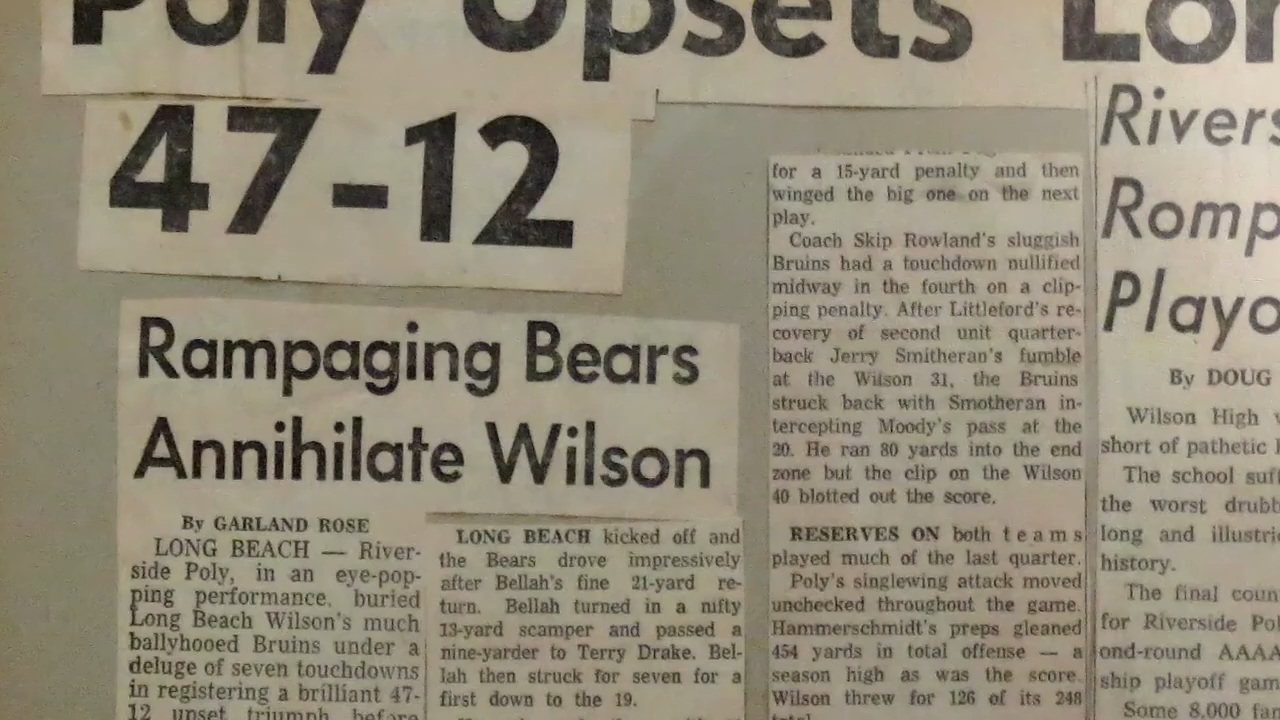 Poly Upsets Lon
47-12
Rampaging Bears
Annihilate Wilson
By GARLAND ROSE
LONG BEACH — River-
side Poly, in an eye-pop-
ping performance, buried
Long Beach Wilson's much
ballyhooed Bruins under a
deluge of seven touchdowns
in registering a brilliant 47-
12 upset triumph before
LONG BEACH kicked off and
the Bears drove impressively
after Bellah's fine 21-yard re-
turn. Bellah turned in a nifty
13-yard scamper and passed a
nine-yarder to Terry Drake. Bel-
lah then struck for seven for a
first down to the 19.
for a 15-yard penalty and then
winged the big one on the next
play.
Coach Skip Rowland's sluggish
Bruins had a touchdown nullified
midway in the fourth on a clip-
ping penalty. After Littleford's re-
covery of second unit quarter-
back Jerry Smitheran's fumble
at the Wilson 31, the Bruins
struck back with Smotheran in-
tercepting Moody's pass at the
20. He ran 80 yards into the end
zone but the clip on the Wilson
40 blotted out the score.
RESERVES ON both teams
played much of the last quarter.
Poly's singlewing attack moved
unchecked throughout the game.
Hammerschmidt's preps gleaned
454 yards in total offense — a
season high as was the score.
Wilson threw for 126 of its 248
total.
Rivers
Romp
Playo
By DOUG
Wilson High
short of pathetic
The school suff
the worst drubb
long and illustri
history.
The final coun
for Riverside Pol
ond-round AAAA
ship playoff gam
Some 8,000 fan